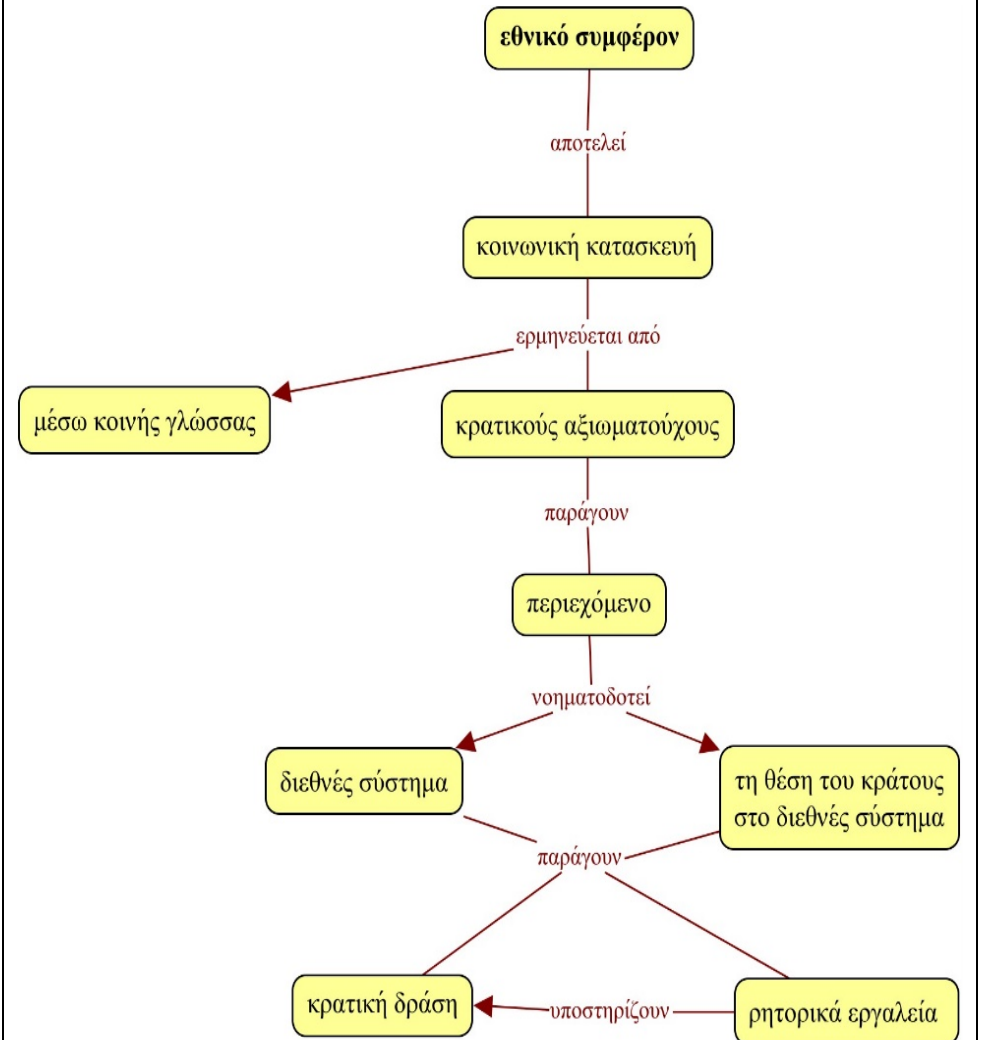 εθνικό συμφέρον
αποτελεί
κοινωνική κατασκευή
ερμηνεύεται από
μέσω κοινής γλώσσας
κρατικούς αξιωματούχους
παράγουν
περιεχόμενο
νοηματοδοτεί
διεθνές σύστημα
τη θέση του κράτους
στο διεθνές σύστημα
παράγουν
κρατική δράση
υποστηρίζουν
ρητορικά εργαλεία